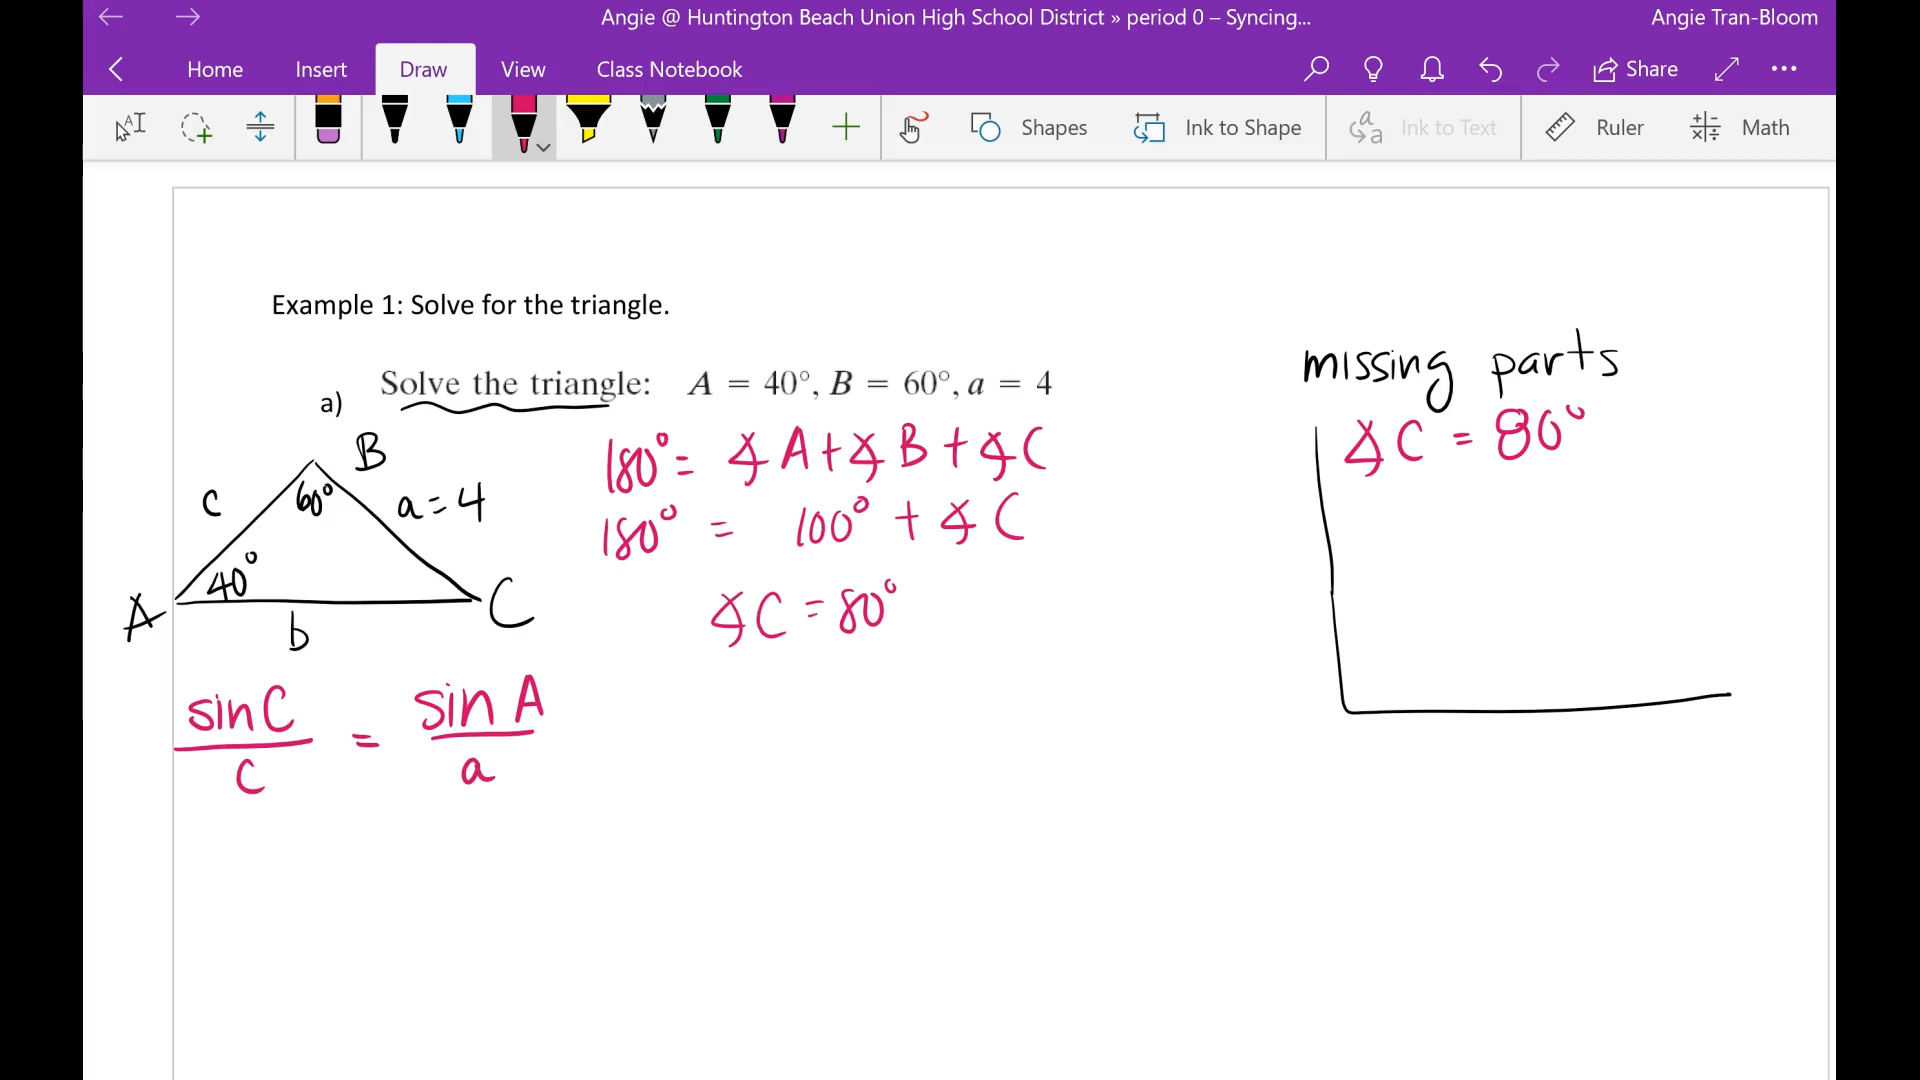 Angie @ Huntington Beach Union High School District » period 0 – Syncing...
Angie Tran-Bloom
Home Insert Draw View Class Notebook Share
Shapes Ink to Shape Ink to Text Ruler Math
Example 1: Solve for the triangle.
a) Solve the triangle: A = 40°, B = 60°, a = 4
B
c
60°
a = 4
40°
A
C
b
180° = ∡A + ∡B + ∡C
180° = 100° + ∡C
∡C = 80°
sin C / c = sin A / a
missing parts
∡C = 80°